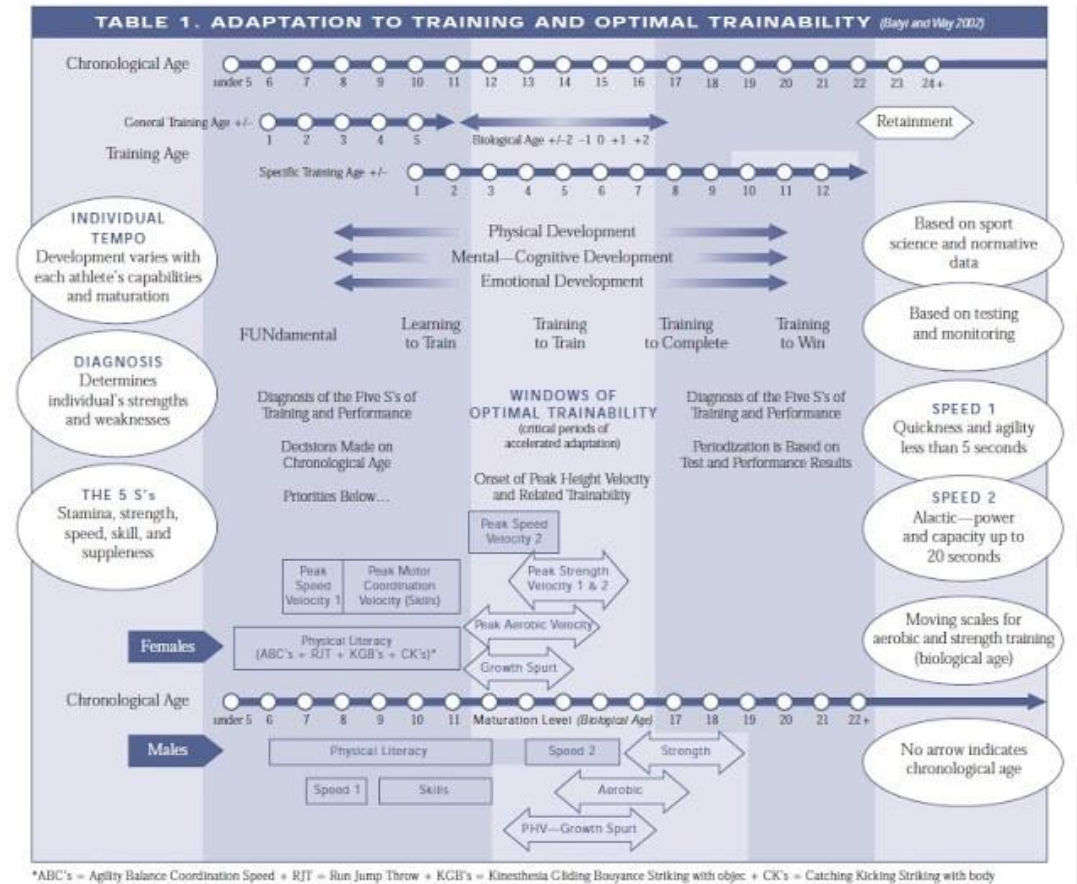 TABLE 1. ADAPTATION TO TRAINING AND OPTIMAL TRAINABILITY (Balyi and Way 2002)
Chronological Age
under 5 6 7 8 9 10 11 12 13 14 15 16 17 18 19 20 21 22 23 24+
General Training Age +/-
1 2 3 4 5
Biological Age +/-2 -1 0 +1 +2
Retainment
Training Age
Specific Training Age +/-
1 2 3 4 5 6 7 8 9 10 11 12
INDIVIDUAL
TEMPO
Development varies with
each athlete's capabilities
and maturation
Physical Development
Mental—Cognitive Development
Emotional Development
Based on sport
science and normative
data
FUNdamental
Learning
to Train
Training
to Train
Training
to Complete
Training
to Win
Based on testing
and monitoring
DIAGNOSIS
Determines
individual's strengths
and weaknesses
Diagnosis of the Five S's of
Training and Performance
Decisions Made on
Chronological Age
Priorities Below...
WINDOWS OF
OPTIMAL TRAINABILITY
(critical periods of
accelerated adaptation)
Onset of Peak Height Velocity
and Related Trainability
Diagnosis of the Five S's of
Training and Performance
Periodization is Based on
Test and Performance Results
SPEED 1
Quickness and agility
less than 5 seconds
THE 5 S's
Stamina, strength,
speed, skill, and
suppleness
SPEED 2
Alactic—power
and capacity up to
20 seconds
Peak Speed
Velocity 2
Peak
Speed
Velocity 1
Peak Motor
Coordination
Velocity (Skills)
Peak Strength
Velocity 1 & 2
Peak Aerobic Velocity
Females
Physical Literacy
(ABC's + RJT + KGB's + CK's)*
Growth Spurt
Moving scales for
aerobic and strength training
(biological age)
Chronological Age
under 5 6 7 8 9 10 11 Maturation Level (Biological Age) 17 18 19 20 21 22+
Males
Physical Literacy
Speed 2
Strength
Speed 1
Skills
Aerobic
PHV—Growth Spurt
No arrow indicates
chronological age
*ABC's = Agility Balance Coordination Speed + RJT = Run Jump Throw + KGB's = Kinesthesia Gliding Bouyance Striking with objec + CK's = Catching Kicking Striking with body